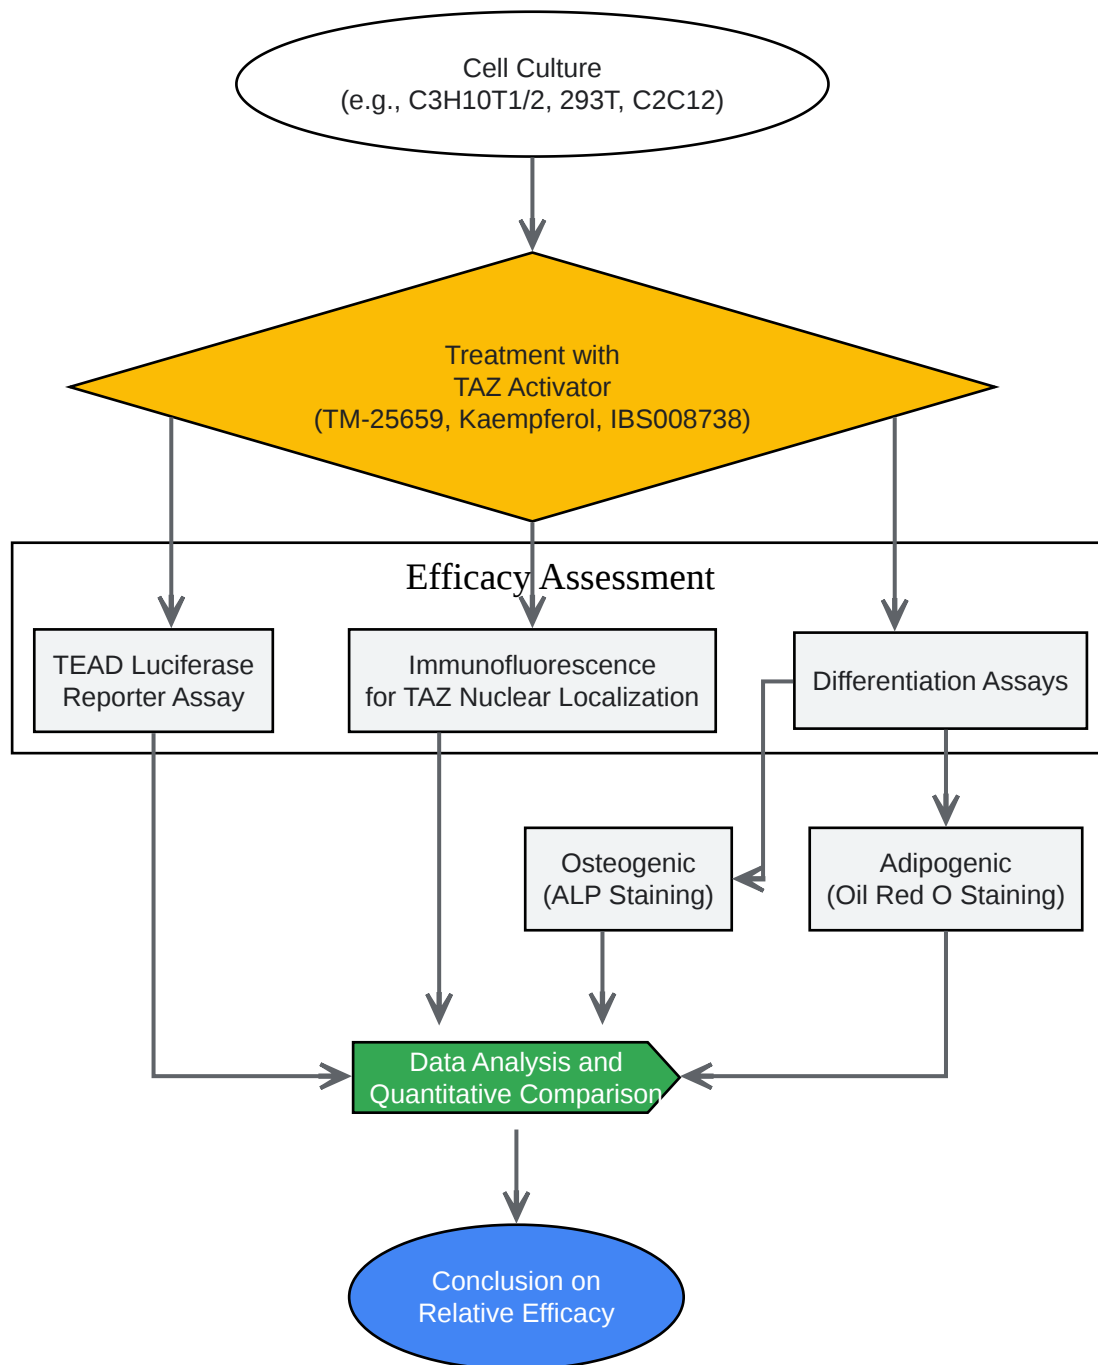 Cell Culture
(e.g., C3H10T1/2, 293T, C2C12)
Treatment with
TAZ Activator
(TM-25659, Kaempferol, IBS008738)
Efficacy Assessment
TEAD Luciferase
Reporter Assay
Immunofluorescence
for TAZ Nuclear Localization
Differentiation Assays
Osteogenic
(ALP Staining)
Adipogenic
(Oil Red O Staining)
Data Analysis and
Quantitative Comparison
Conclusion on
Relative Efficacy